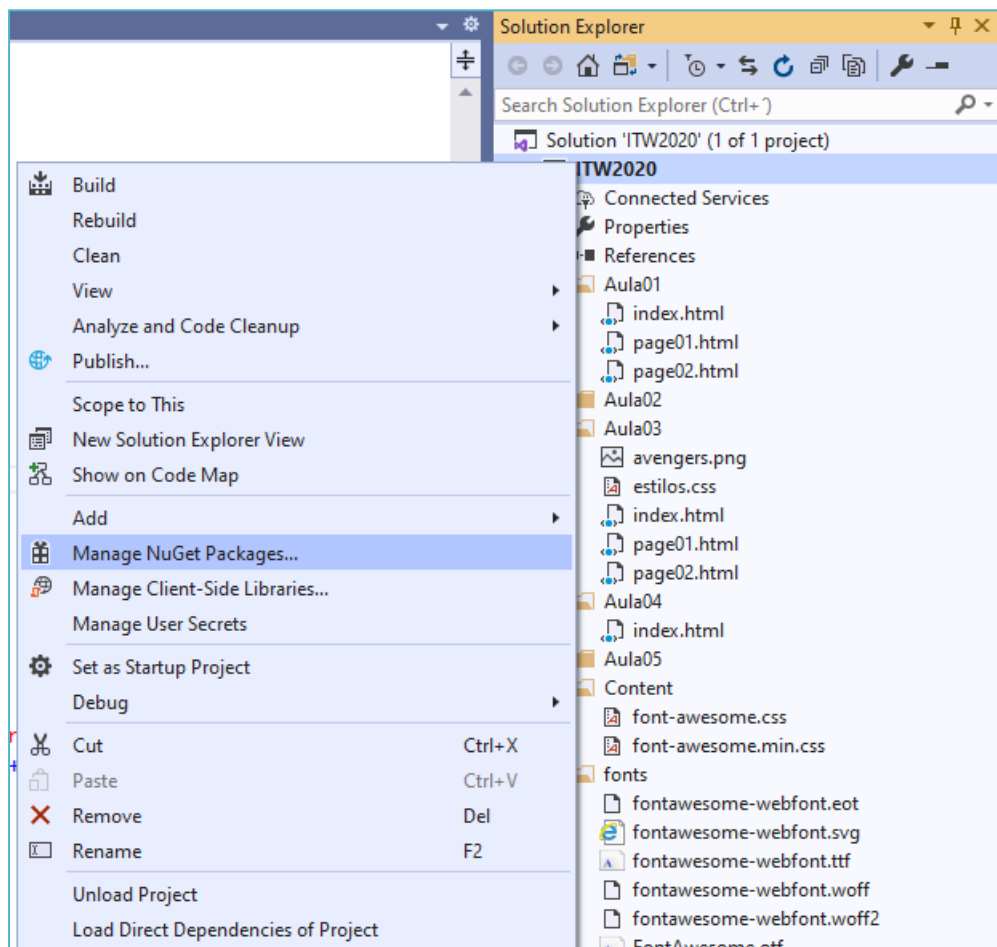 Solution Explorer
Search Solution Explorer (Ctrl+´)
Solution 'ITW2020' (1 of 1 project)
ITW2020
Connected Services
Properties
References
Aula01
index.html
page01.html
page02.html
Aula02
Aula03
avengers.png
estilos.css
index.html
page01.html
page02.html
Aula04
index.html
Aula05
Content
font-awesome.css
font-awesome.min.css
fonts
fontawesome-webfont.eot
fontawesome-webfont.svg
fontawesome-webfont.ttf
fontawesome-webfont.woff
fontawesome-webfont.woff2
FontAwesome.otf
Build
Rebuild
Clean
View
Analyze and Code Cleanup
Publish...
Scope to This
New Solution Explorer View
Show on Code Map
Add
Manage NuGet Packages...
Manage Client-Side Libraries...
Manage User Secrets
Set as Startup Project
Debug
Cut Ctrl+X
Paste Ctrl+V
Remove Del
Rename F2
Unload Project
Load Direct Dependencies of Project